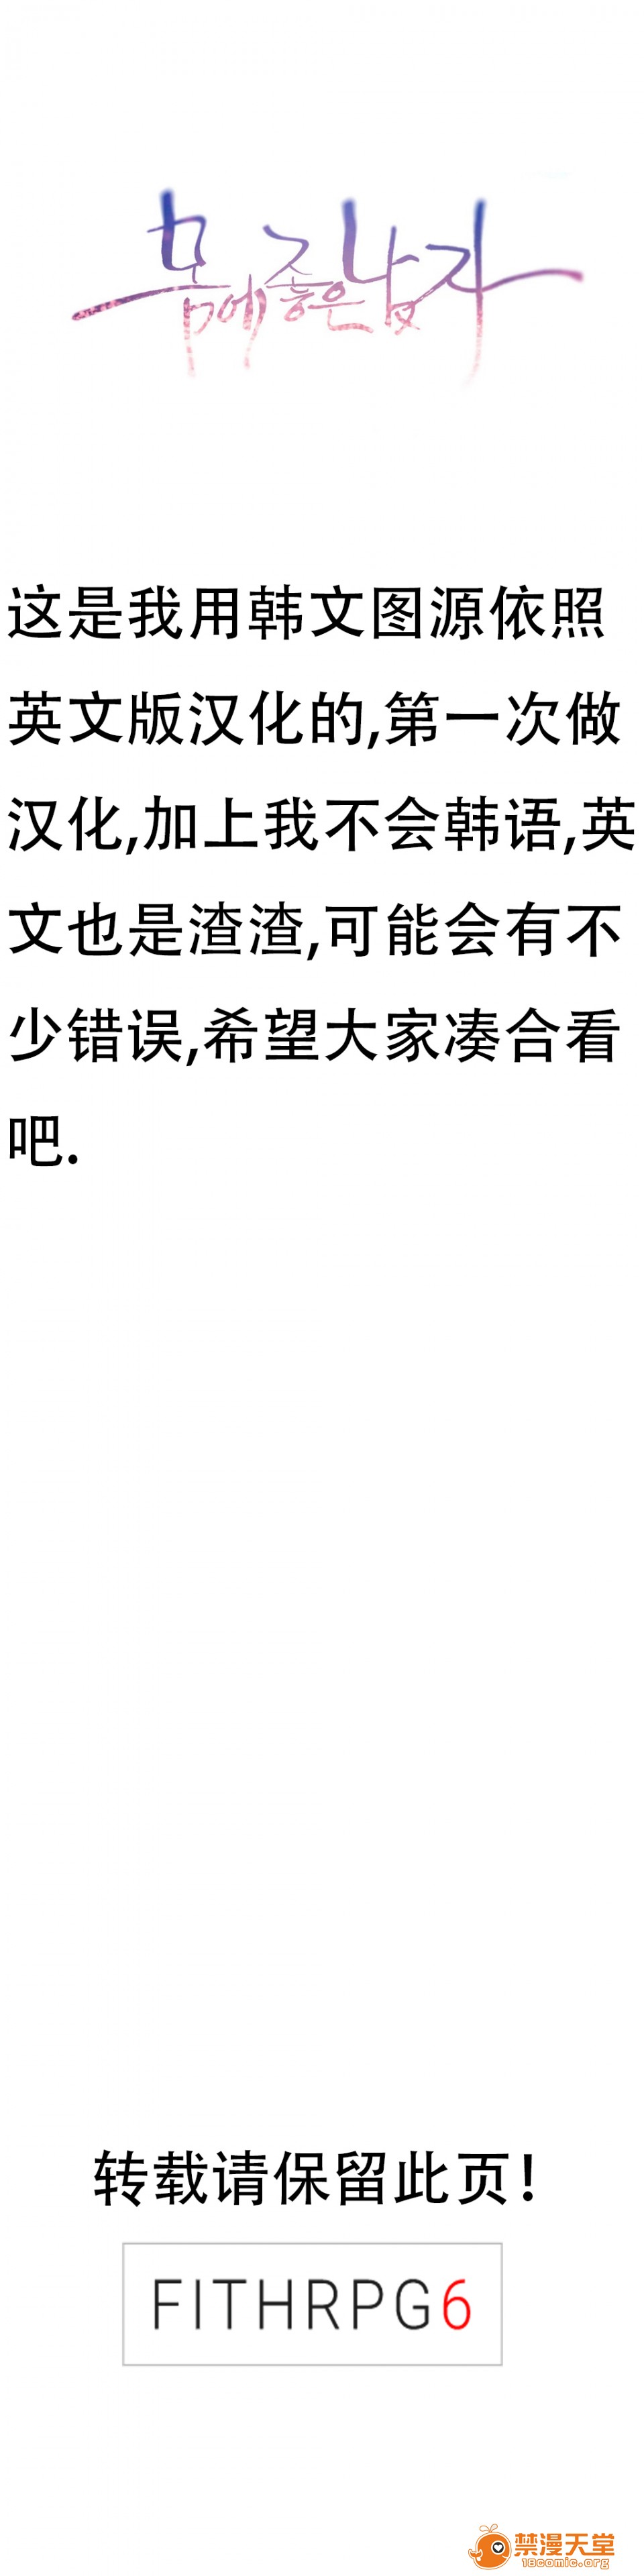 몸에좋은남자
这是我用韩文图源依照
英文版汉化的,第一次做
汉化,加上我不会韩语,英
文也是渣渣,可能会有不
少错误,希望大家凑合看
吧.
转载请保留此页!
FITHRPG6
禁漫天堂
18comic.org